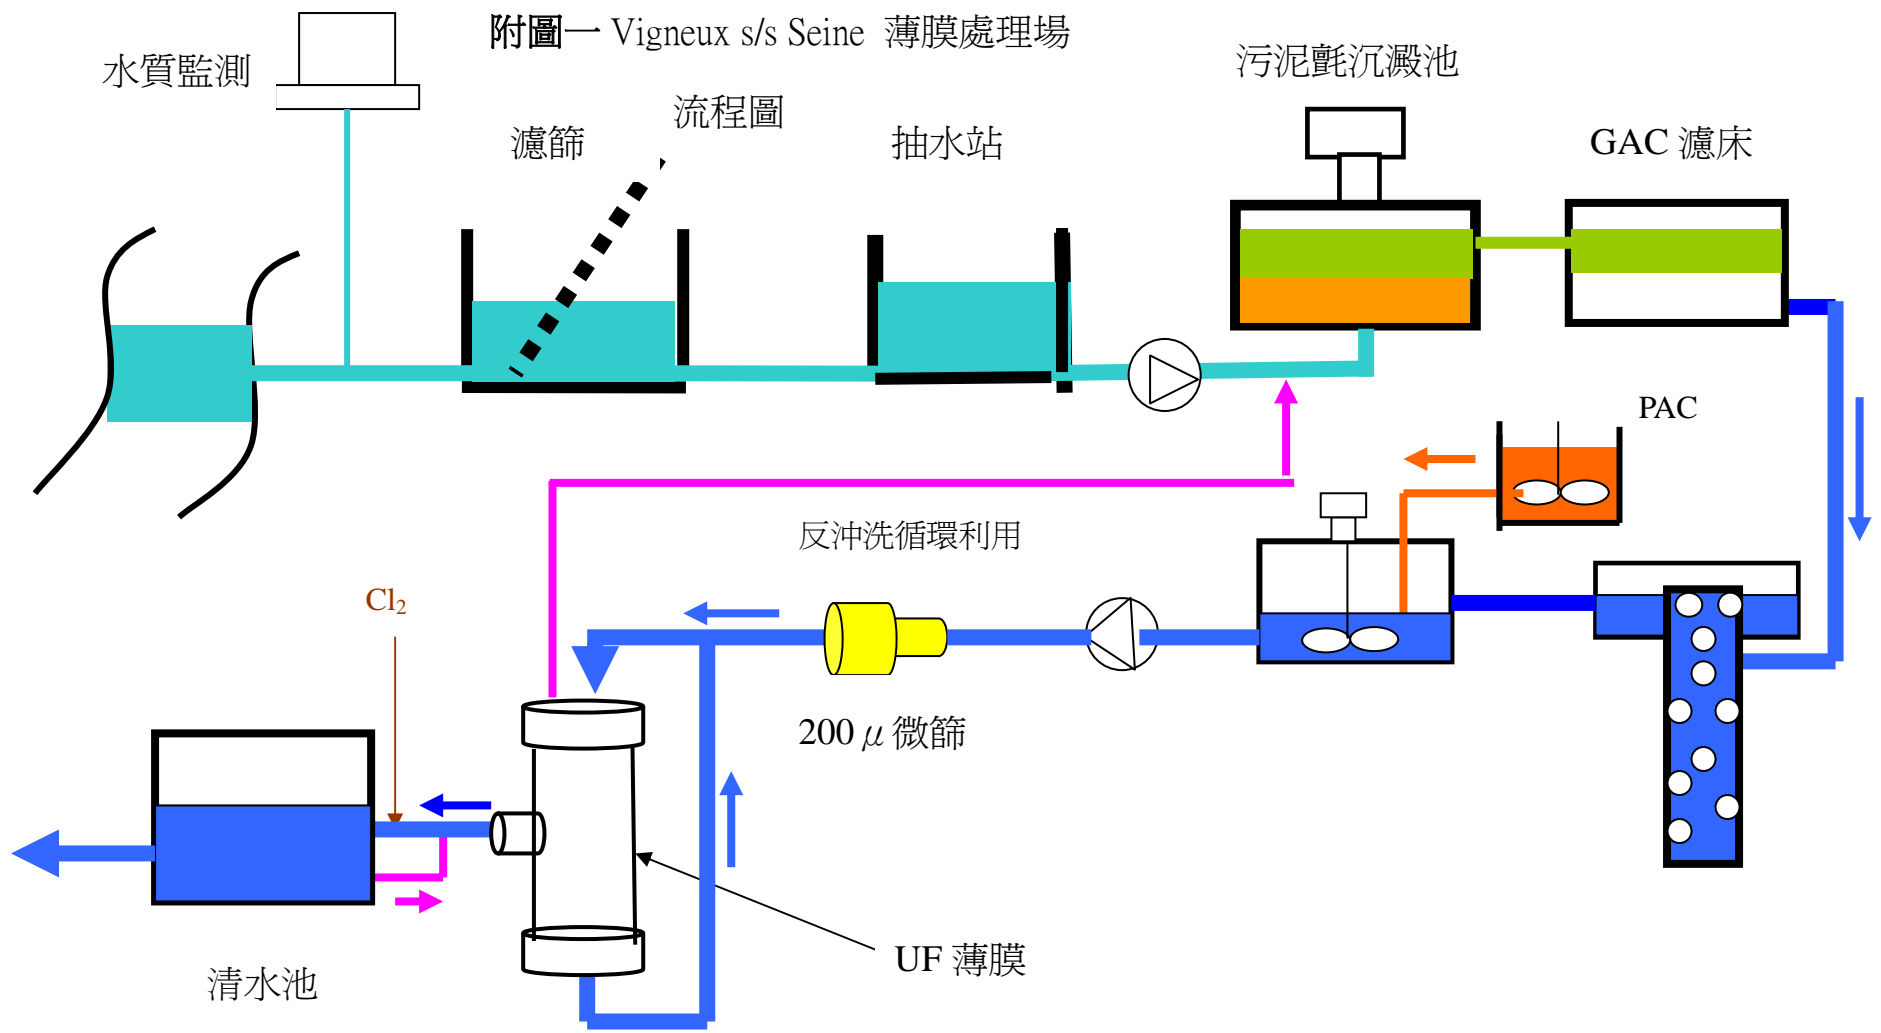 附圖一 Vigneux s/s Seine 薄膜處理場
流程圖
水質監測
濾篩
抽水站
污泥氈沉澱池
GAC 濾床
PAC
反沖洗循環利用
Cl₂
200 μ 微篩
UF 薄膜
清水池